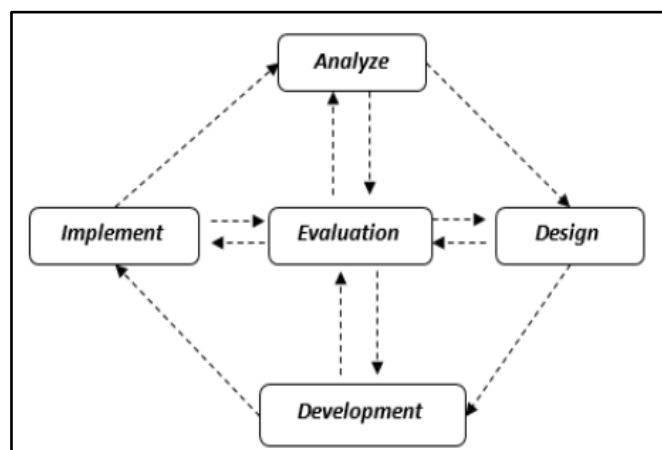 Analyze
Implement
Evaluation
Design
Development